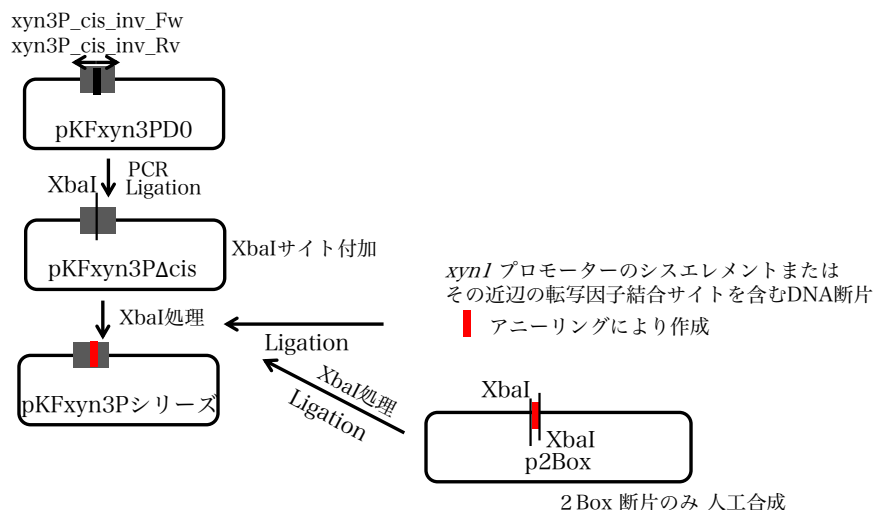 xyn3P_cis_inv_Fw
xyn3P_cis_inv_Rv
pKFxyn3PD0
PCR
XbaI
Ligation
XbaIサイト付加
pKFxyn3PΔcis
xyn1 プロモーターのシスエレメントまたは
その近辺の転写因子結合サイトを含むDNA断片
XbaI処理
アニーリングにより作成
Ligation
XbaI処理
Ligation
pKFxyn3Pシリーズ
XbaI
XbaI
p2Box
2 Box 断片のみ 人工合成